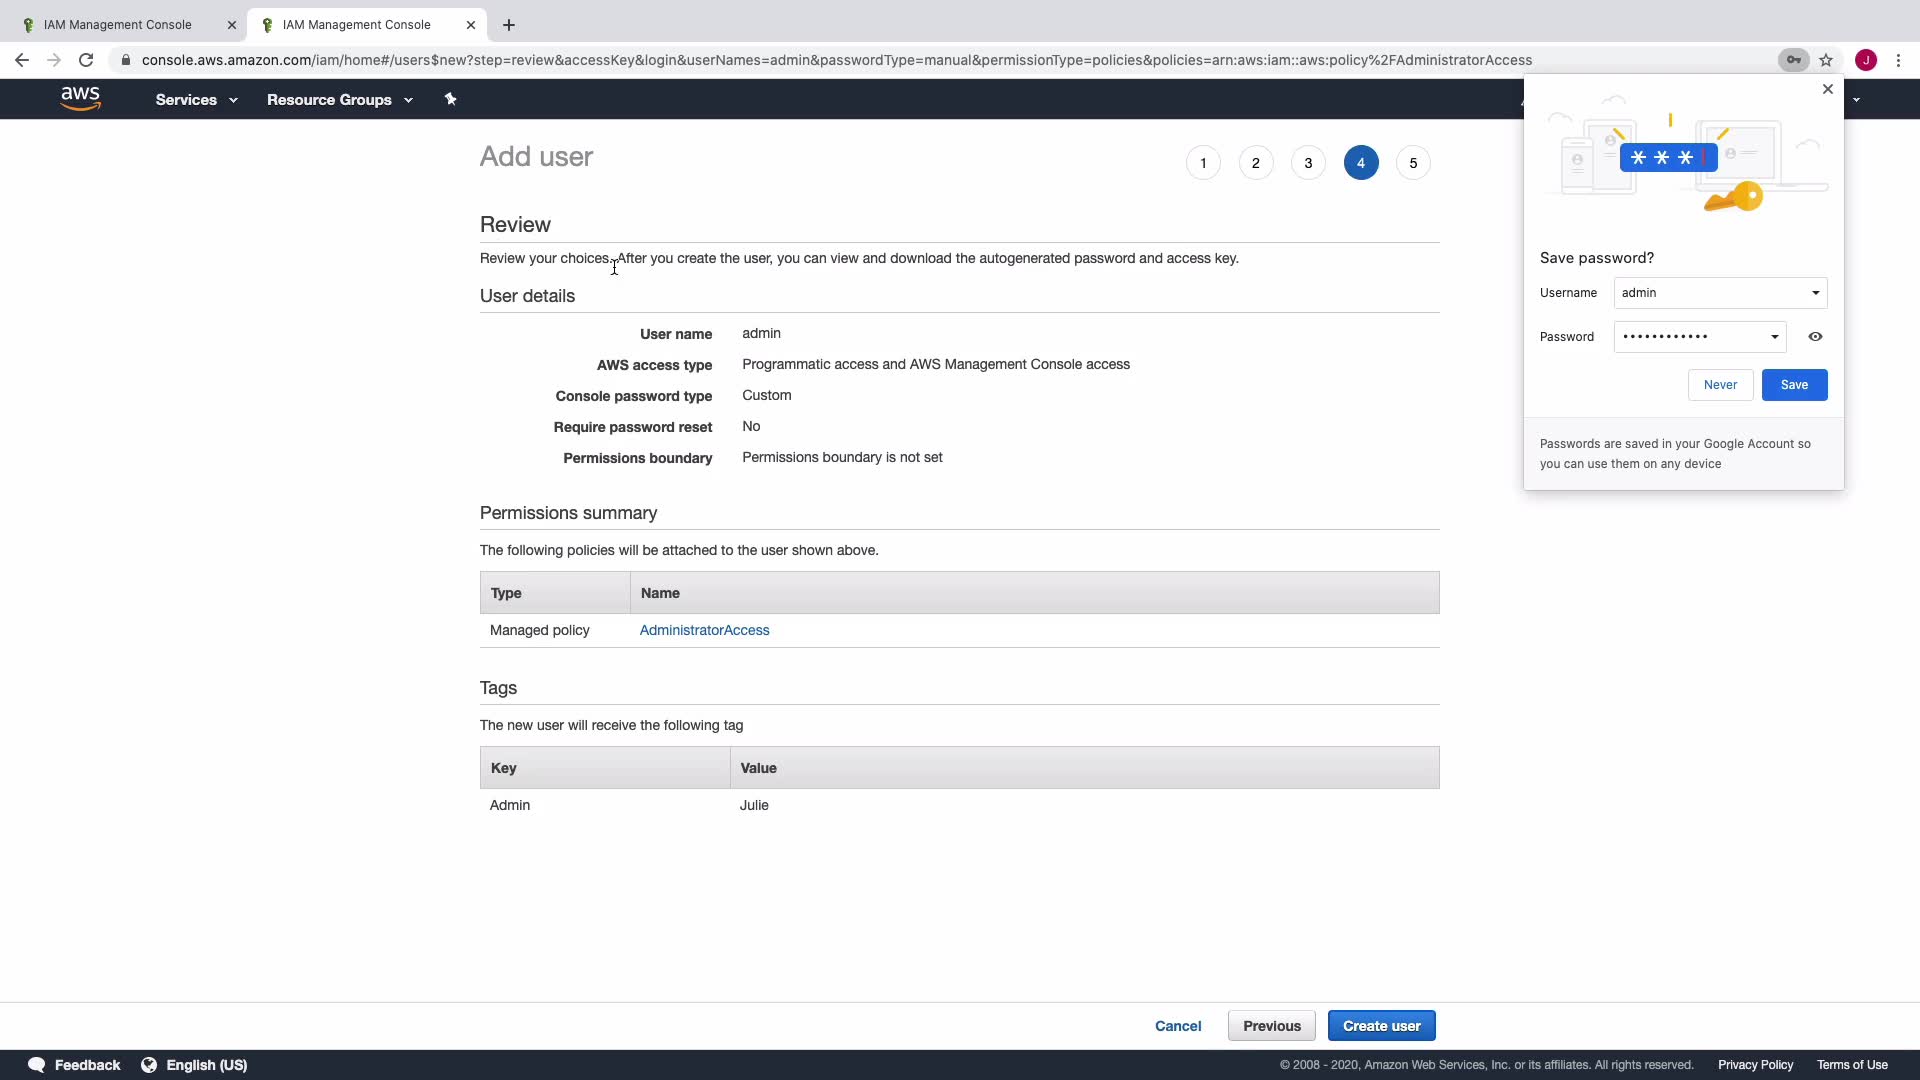 IAM Management Console
IAM Management Console
console.aws.amazon.com/iam/home#/users$new?step=review&accessKey&login&userNames=admin&passwordType=manual&permissionType=policies&policies=arn:aws:iam::aws:policy%2FAdministratorAccess
J
aws
Services
Resource Groups
Add user
1
2
3
4
5
Review
Review your choices. After you create the user, you can view and download the autogenerated password and access key.
User details
User name admin
AWS access type Programmatic access and AWS Management Console access
Console password type Custom
Require password reset No
Permissions boundary Permissions boundary is not set
Permissions summary
The following policies will be attached to the user shown above.
Type Name
Managed policy AdministratorAccess
Tags
The new user will receive the following tag
Key Value
Admin Julie
Cancel
Previous
Create user
* * *
Save password?
Username admin
Password ••••••••••••
Never
Save
Passwords are saved in your Google Account so
you can use them on any device
Feedback
English (US)
© 2008 - 2020, Amazon Web Services, Inc. or its affiliates. All rights reserved.
Privacy Policy
Terms of Use